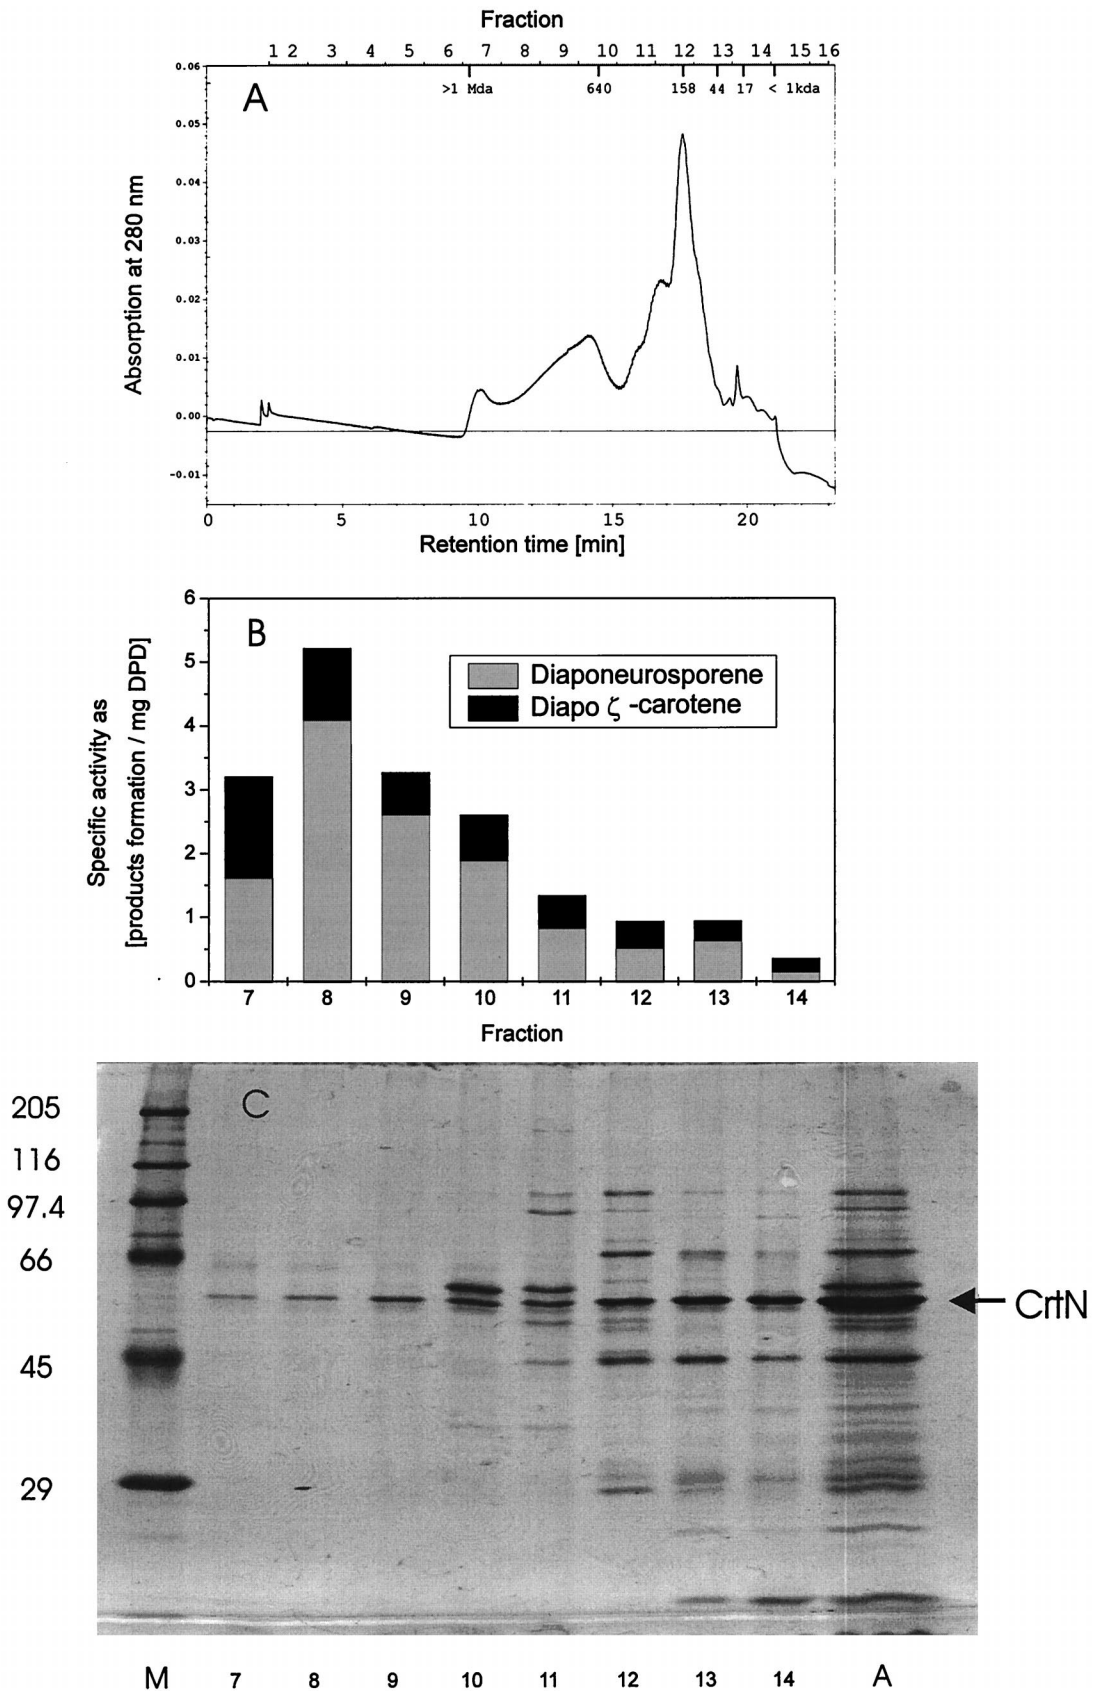 Fraction
1 2 3 4 5 6 7 8 9 10 11 12 13 14 15 16
A
>1 Mda 640 158 44 17 < 1kda
0.06
0.05
0.04
0.03
0.02
0.01
0.00
-0.01
Absorption at 280 nm
0 5 10 15 20
Retention time [min]
B
Diaponeurosporene
Diapo ζ -carotene
6
5
4
3
2
1
0
Specific activity as
[products formation / mg DPD]
7 8 9 10 11 12 13 14
Fraction
C
205
116
97.4
66
45
29
CrtN
M 7 8 9 10 11 12 13 14 A